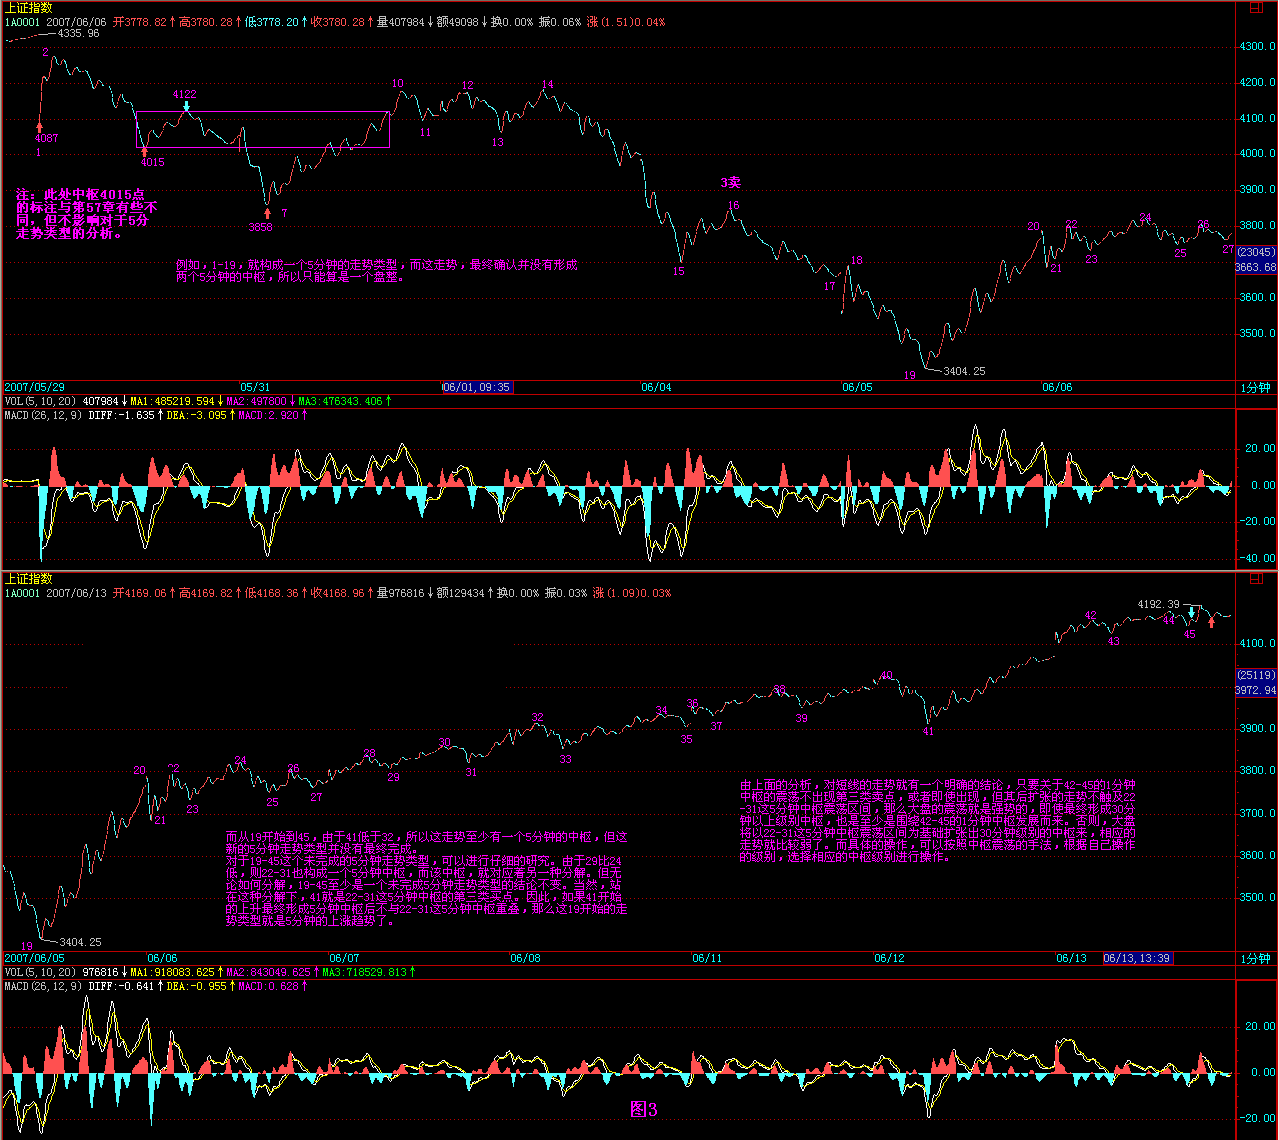 上证指数
1A0001 2007/06/06 开3778.82↑高3780.28↑低3778.20↑收3780.28↑量407984↓额49098↓换0.00% 振0.06% 涨(1.51)0.04%
4335.96
4300.0
2
4200.0
10 12 14
4122
4100.0
4087
11
1
13
4015
4000.0
3卖
3900.0
注：此处中枢4015点
的标注与第57章有些不
同，但不影响对于5分
走势类型的分析。
16
7
3858
3800.0
20 22 24 26
27
(23045)
25
23
例如，1-19，就构成一个5分钟的走势类型，而这走势，最终确认并没有形成
两个5分钟的中枢，所以只能算是一个盘整。
18
21
3663.68
15
17
3600.0
3500.0
19
3404.25
2007/05/29 05/31 06/01,09:35 06/04 06/05 06/06 1分钟
VOL(5,10,20) 407984↓MA1:485219.594↓MA2:497800↓MA3:476343.406↑
MACD(26,12,9) DIFF:-1.635↑DEA:-3.095↑MACD:2.920↑
20.00
0.00
-20.00
-40.00
上证指数
1A0001 2007/06/13 开4169.06↑高4169.82↑低4168.36↑收4168.96↑量976816↓额129434↑换0.00% 振0.03% 涨(1.09)0.03%
4192.39
42
44
45
43
4100.0
40
(25119)
3972.94
38
36
34
32
39
37
35
41
3900.0
30
28
33
24
26
22
20
29
31
3800.0
27
25
23
21
3700.0
由上面的分析，对短线的走势就有一个明确的结论，只要关于42-45的1分钟
中枢的震荡不出现第三类卖点，或者即使出现，但其后扩张的走势不触及22
-31这5分钟中枢震荡区间，那么大盘的震荡就是强势的，即使最终形成30分
钟以上级别中枢，也是至少是围绕42-45的1分钟中枢发展而来。否则，大盘
将以22-31这5分钟中枢震荡区间为基础扩张出30分钟级别的中枢来，相应的
走势就比较弱了。而具体的操作，可以按照中枢震荡的手法，根据自己操作
的级别，选择相应的中枢级别进行操作。
而从19开始到45，由于41低于32，所以这走势至少有一个5分钟的中枢，但这
新的5分钟走势类型并没有最终完成。
对于19-45这个未完成的5分钟走势类型，可以进行仔细的研究。由于29比24
低，则22-31也构成一个5分钟中枢，而该中枢，就对应着另一种分解。但无
论如何分解，19-45至少是一个未完成5分钟走势类型的结论不变。当然，站
在这种分解下，41就是22-31这5分钟中枢的第三类买点。因此，如果41开始
的上升最终形成5分钟中枢后不与22-31这5分钟中枢重叠，那么这19开始的走
势类型就是5分钟的上涨趋势了。
3600.0
3500.0
19
3404.25
2007/06/05 06/06 06/07 06/08 06/11 06/12 06/13 06/13,13:39 1分钟
VOL(5,10,20) 976816↓MA1:918083.625↑MA2:843049.625↑MA3:718529.813↑
MACD(26,12,9) DIFF:-0.641↑DEA:-0.955↑MACD:0.628↑
20.00
0.00
图3
-20.00